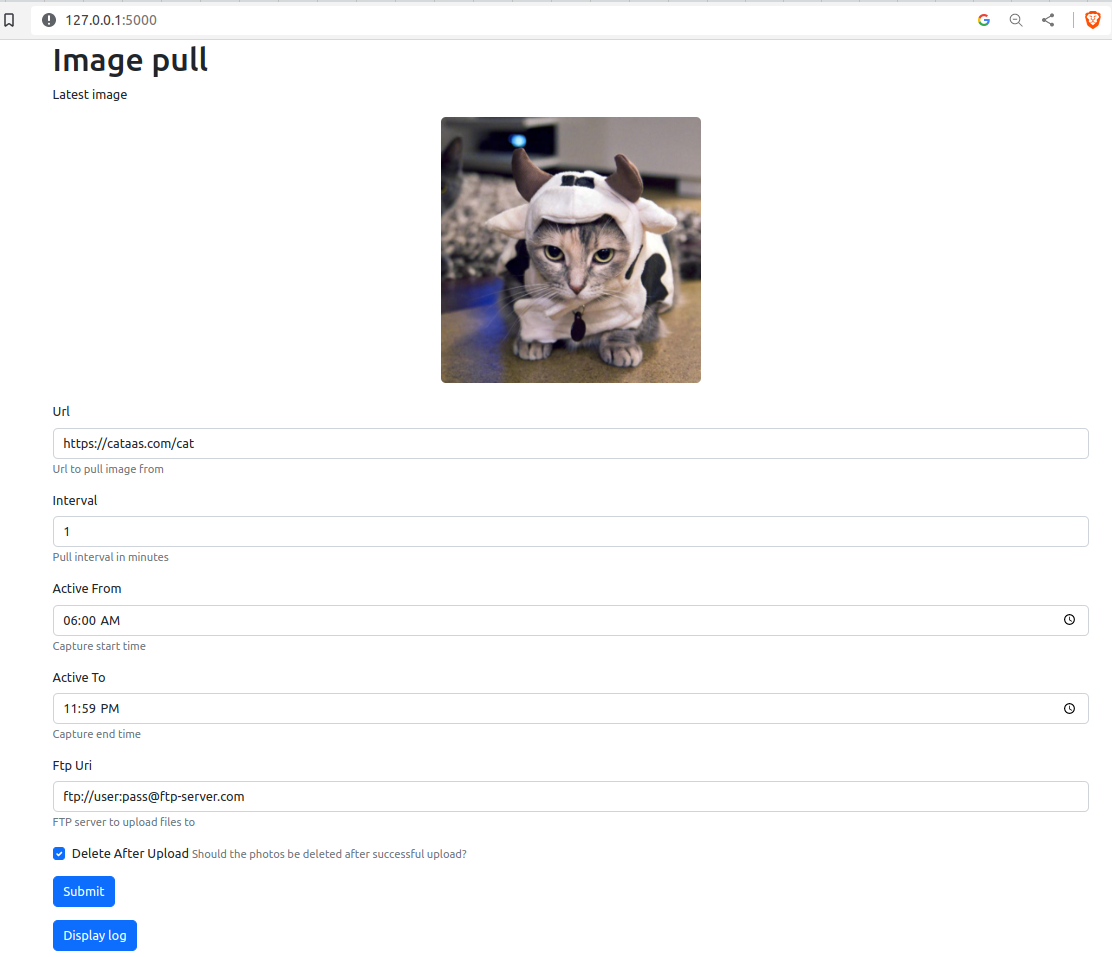 127.0.0.1:5000
Image pull
Latest image
Url
https://cataas.com/cat
Url to pull image from
Interval
1
Pull interval in minutes
Active From
06:00 AM
Capture start time
Active To
11:59 PM
Capture end time
Ftp Uri
ftp://user:pass@ftp-server.com
FTP server to upload files to
Delete After Upload Should the photos be deleted after successful upload?
Submit
Display log